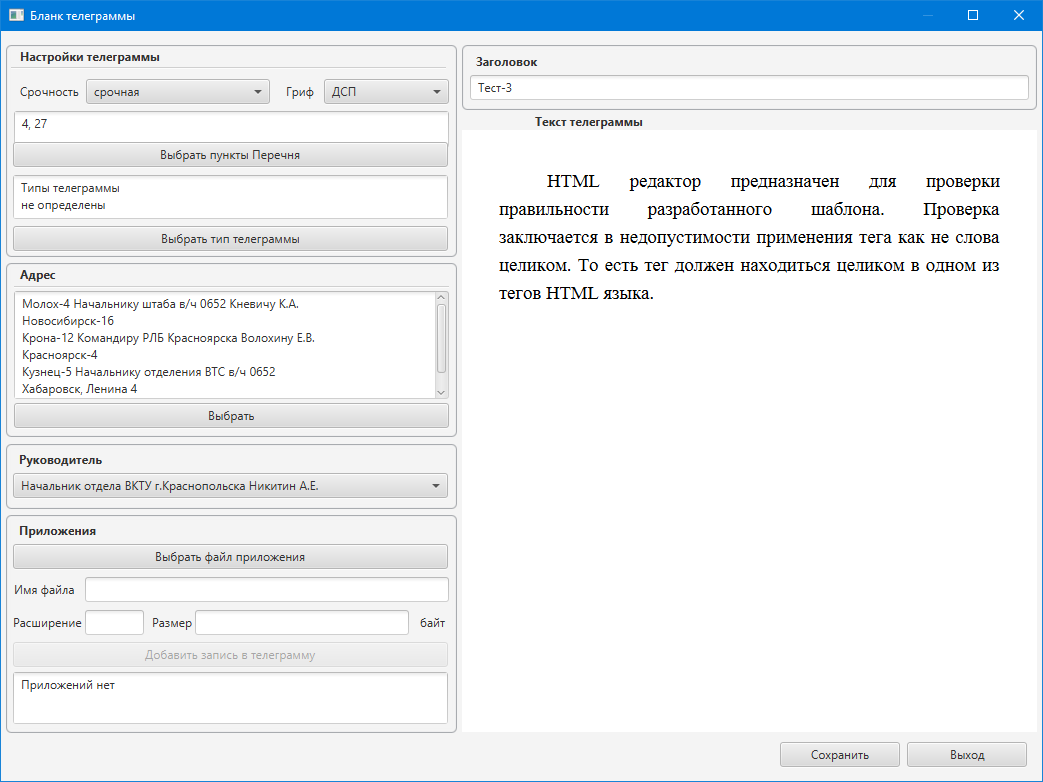 Бланк телеграммы
Настройки телеграммы
Срочность срочная Гриф ДСП
4, 27
Выбрать пункты Перечня
Типы телеграммы
не определены
Выбрать тип телеграммы
Адрес
Молох-4 Начальнику штаба в/ч 0652 Кневичу К.А.
Новосибирск-16
Крона-12 Командиру РЛБ Красноярска Волохину Е.В.
Красноярск-4
Кузнец-5 Начальнику отделения ВТС в/ч 0652
Хабаровск, Ленина 4
Выбрать
Руководитель
Начальник отдела ВКТУ г.Краснопольска Никитин А.Е.
Приложения
Выбрать файл приложения
Имя файла
Расширение Размер байт
Добавить запись в телеграмму
Приложений нет
Заголовок
Тест-3
Текст телеграммы
HTML редактор предназначен для проверки
правильности разработанного шаблона. Проверка
заключается в недопустимости применения тега как не слова
целиком. То есть тег должен находиться целиком в одном из
тегов HTML языка.
Сохранить Выход